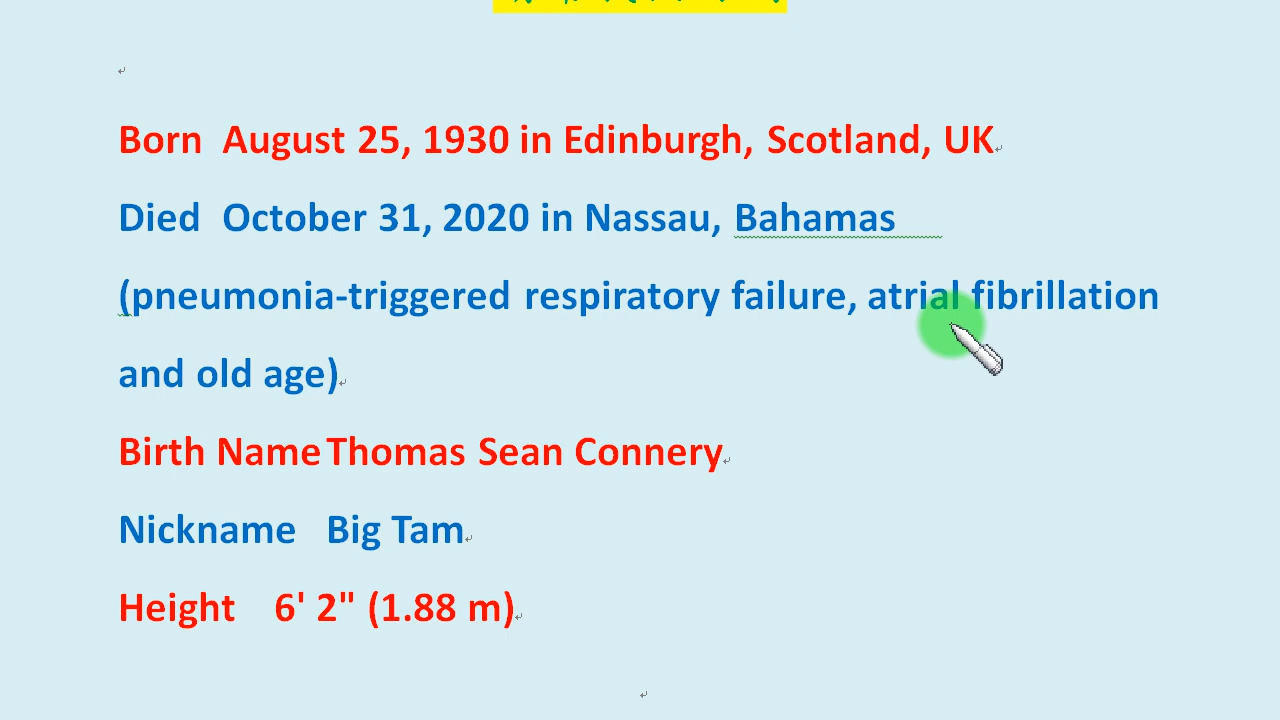 Born August 25, 1930 in Edinburgh, Scotland, UK
Died October 31, 2020 in Nassau, Bahamas
(pneumonia-triggered respiratory failure, atrial fibrillation
and old age)
Birth Name Thomas Sean Connery
Nickname Big Tam
Height 6' 2" (1.88 m)